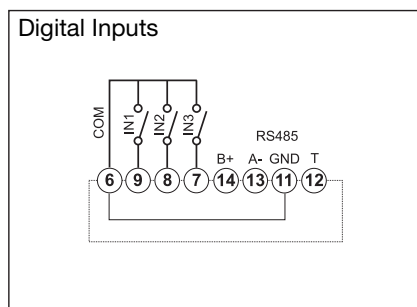 Digital Inputs
COM
IN1
IN2
IN3
RS485
B+ A- GND T
6 9 8 7 14 13 11 12